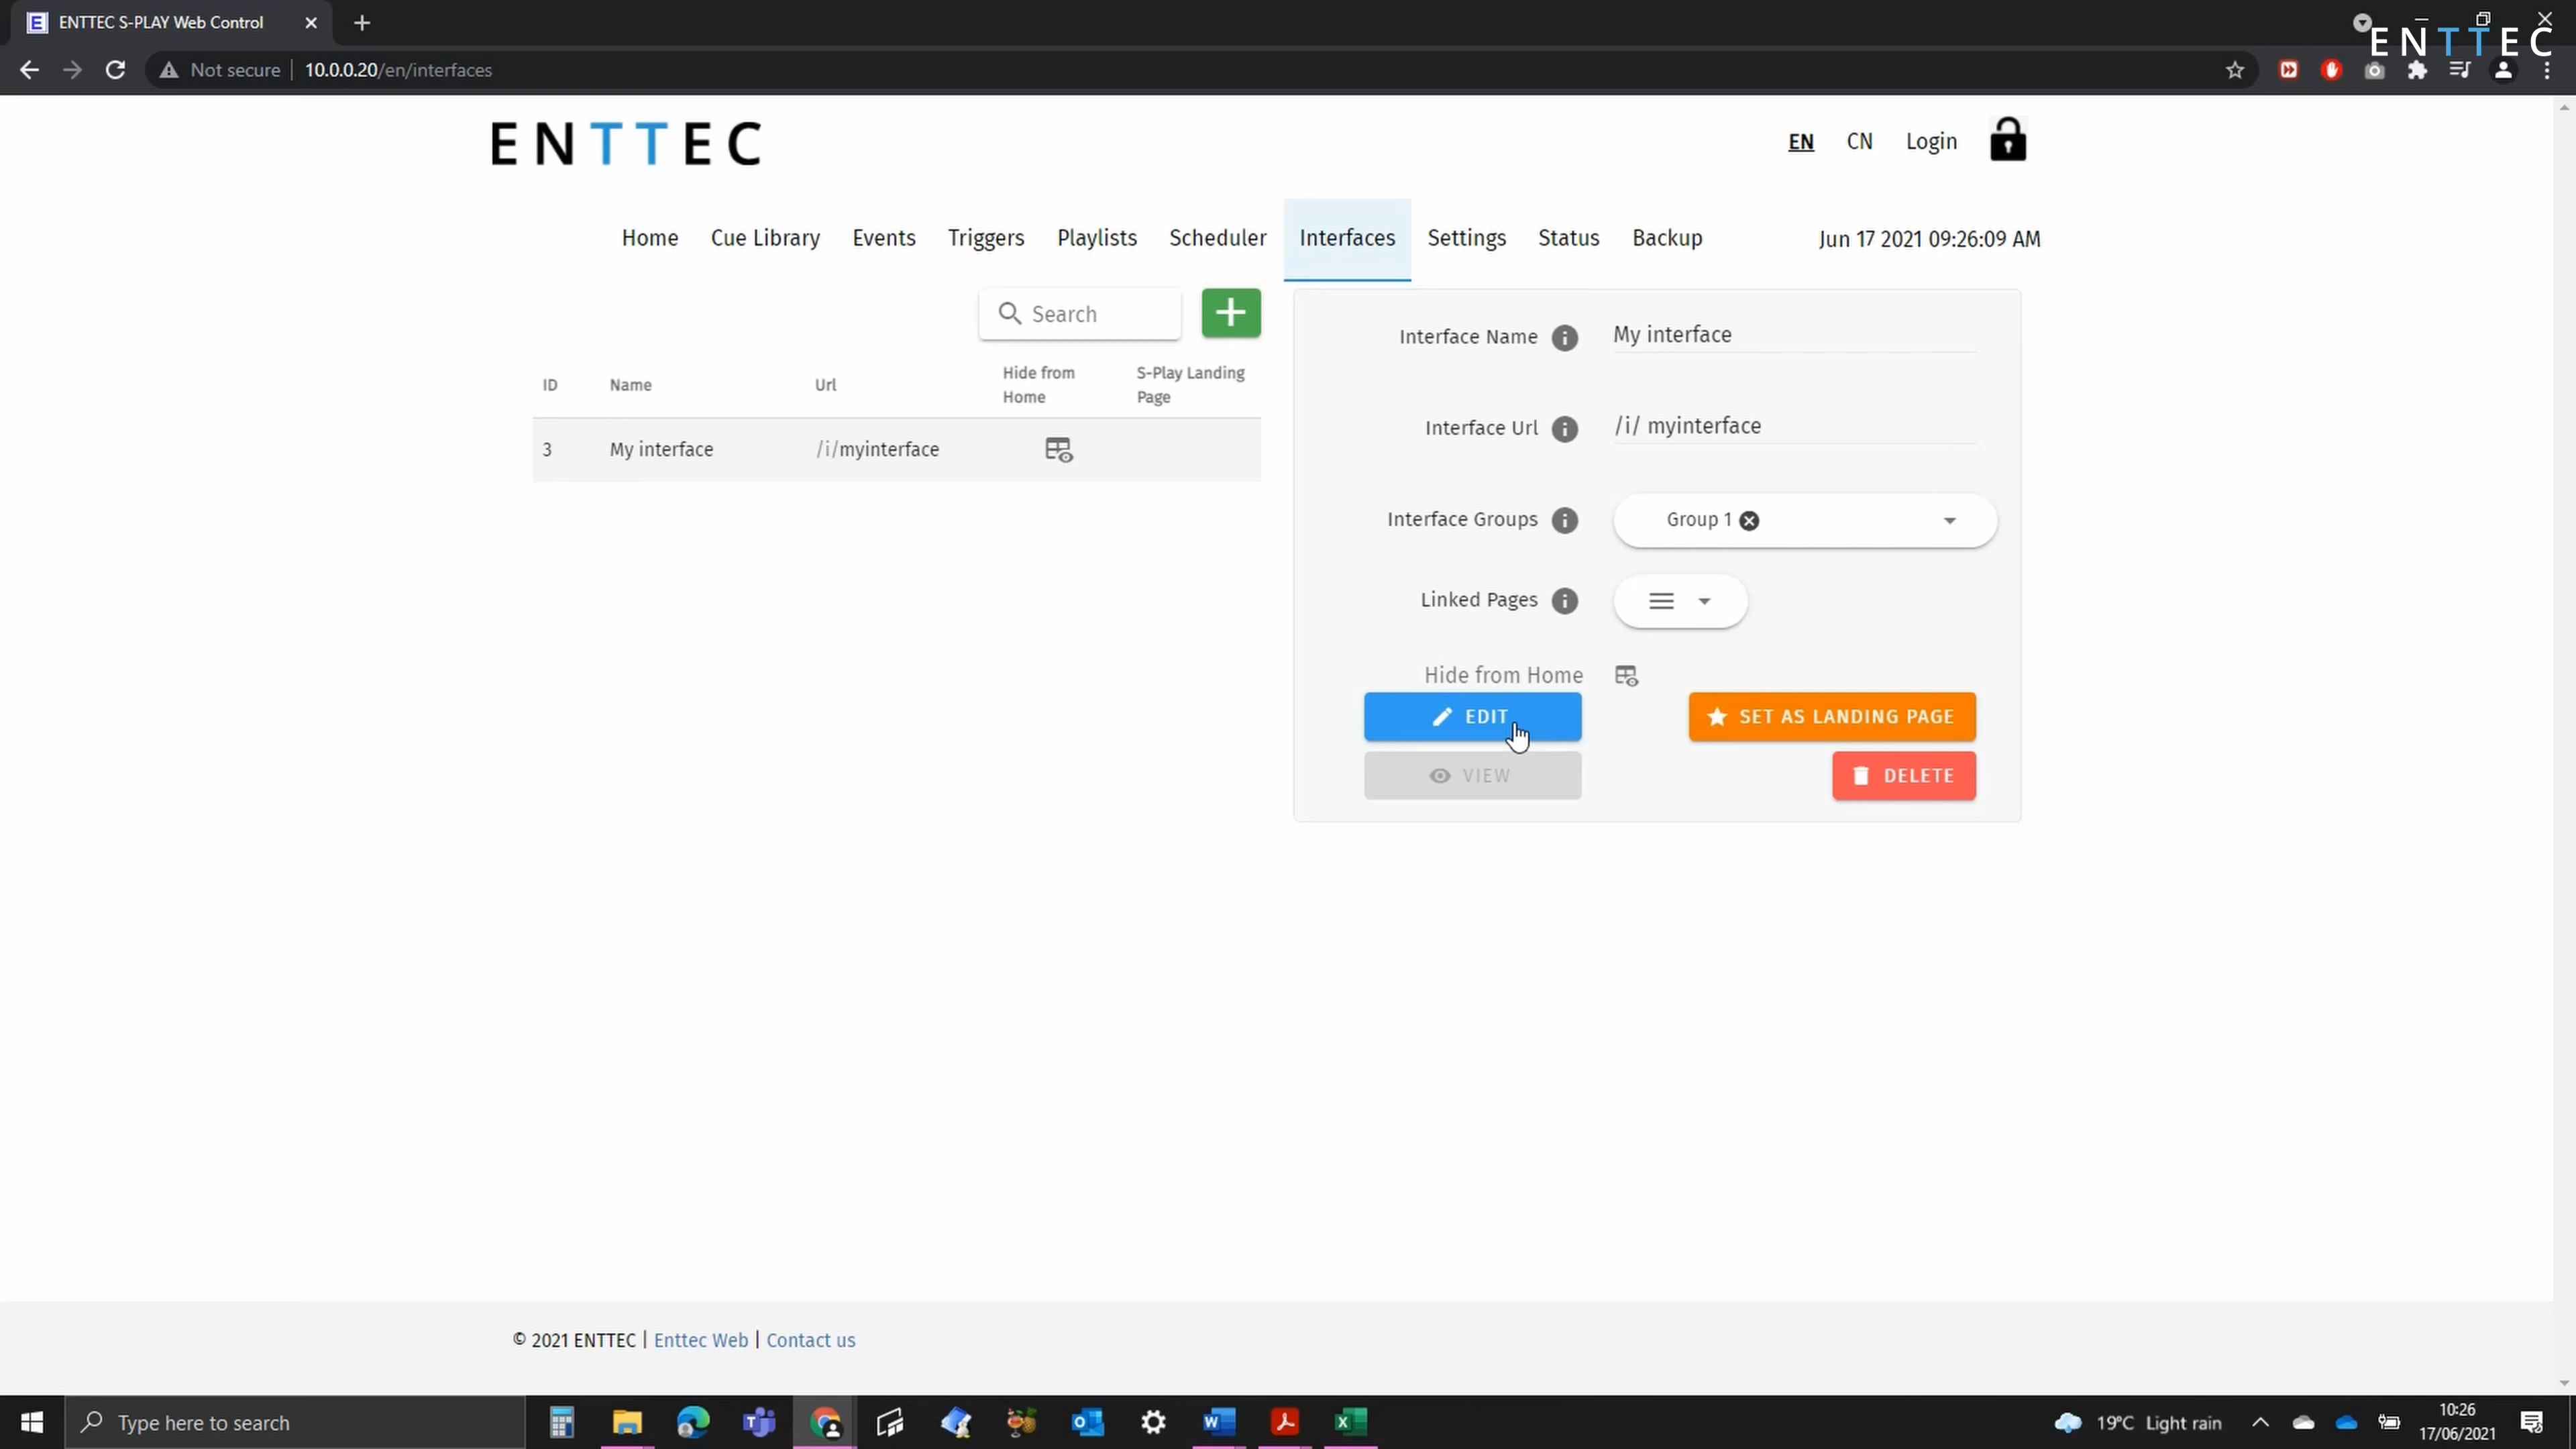 ENTTEC S-PLAY Web Control
ENTTEC
Not secure
10.0.0.20/en/interfaces
ENTTEC
EN CN Login
Home Cue Library Events Triggers Playlists Scheduler Interfaces Settings Status Backup Jun 17 2021 09:26:09 AM
Search
ID Name Url Hide from Home S-Play Landing Page
3 My interface /i/myinterface
Interface Name My interface
Interface Url /i/ myinterface
Interface Groups Group 1
Linked Pages
Hide from Home
EDIT SET AS LANDING PAGE
VIEW DELETE
© 2021 ENTTEC | Enttec Web | Contact us
Type here to search
19°C Light rain
10:26
17/06/2021